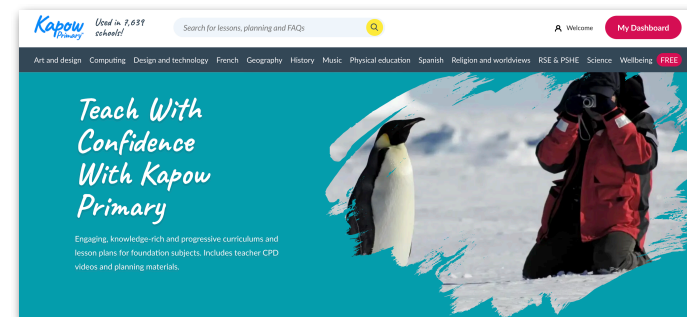 Kapow
Primary
Used in 7,639
schools!
Search for lessons, planning and FAQs
Welcome
My Dashboard
Art and design Computing Design and technology French Geography History Music Physical education Spanish Religion and worldviews RSE & PSHE Science Wellbeing FREE
Teach With
Confidence
With Kapow
Primary
Engaging, knowledge-rich and progressive curriculums and
lesson plans for foundation subjects. Includes teacher CPD
videos and planning materials.